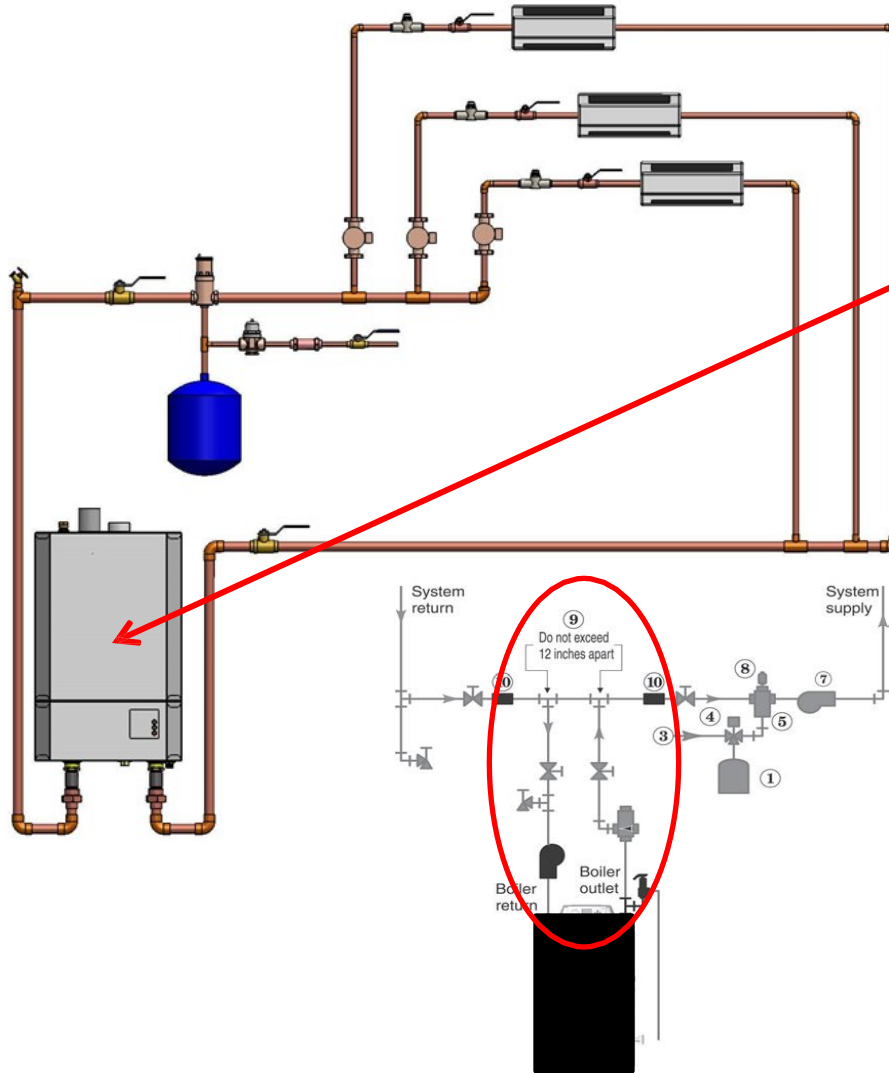 System
return
System
supply
⑨
Do not exceed
12 inches apart
⑧
⑦
⑩
⑩
④
⑤
③
①
Boiler
return
Boiler
outlet